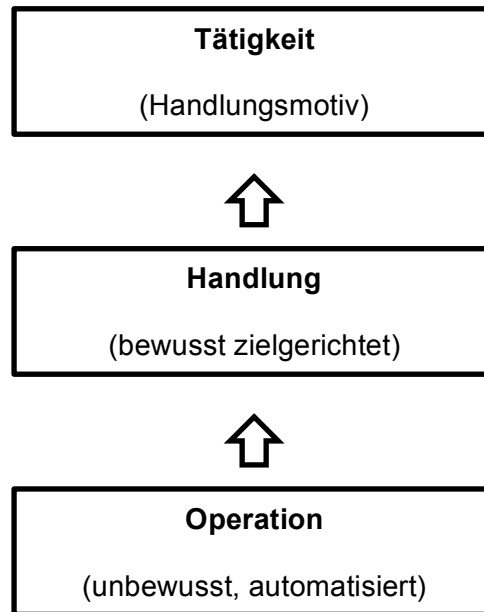 Tätigkeit
(Handlungsmotiv)
Handlung
(bewusst zielgerichtet)
Operation
(unbewusst, automatisiert)